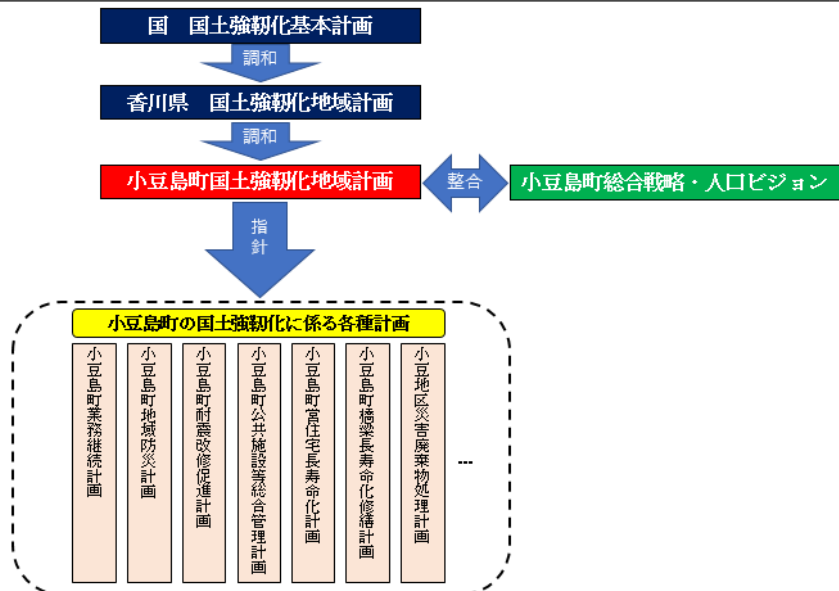 国　国土強靱化基本計画
調和
香川県　国土強靱化地域計画
調和
小豆島町国土強靱化地域計画
整合
小豆島町総合戦略・人口ビジョン
指針
小豆島町の国土強靱化に係る各種計画
小豆島町業務継続計画
小豆島町地域防災計画
小豆島町耐震改修促進計画
小豆島町公共施設等総合管理計画
小豆島町営住宅長寿命化計画
小豆島町橋梁長寿命化修繕計画
小豆地区災害廃棄物処理計画
…